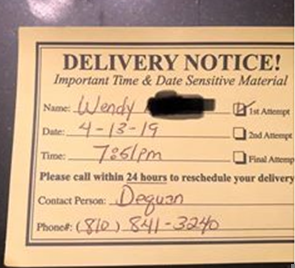 DELIVERY NOTICE!
Important Time & Date Sensitive Material
Name: Wendy 1st Attempt
Date: 4-13-19 2nd Attempt
Time: 7:51pm Final Attemp
Please call within 24 hours to reschedule your delivery
Contact Person: Dequan
Phone#: (810) 841-3240